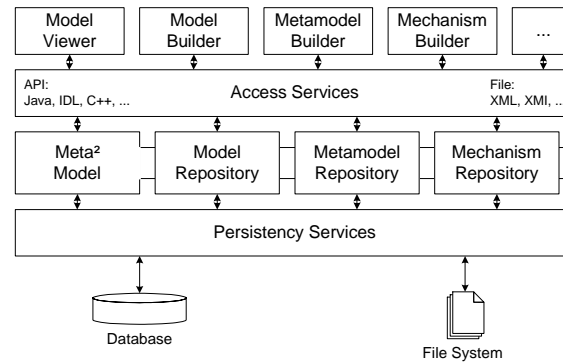 Model
Viewer
Model
Builder
Metamodel
Builder
Mechanism
Builder
...
API:
Java, IDL, C++, ...
Access Services
File:
XML, XMI, ...
Meta²
Model
Model
Repository
Metamodel
Repository
Mechanism
Repository
Persistency Services
Database
File System